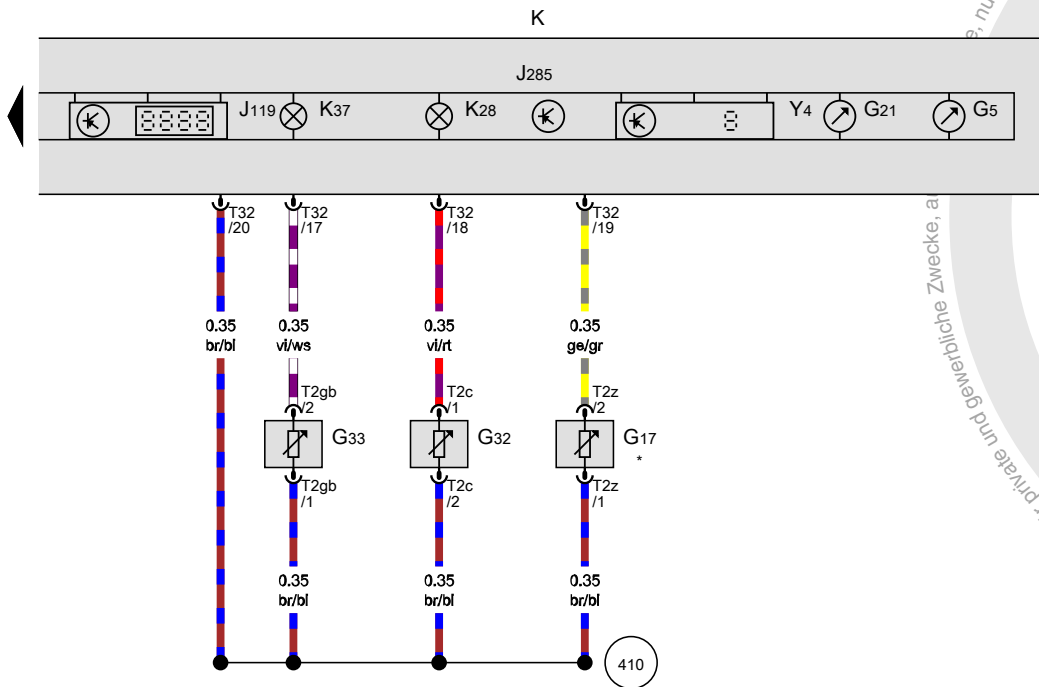 K
J285
J119
K37
K28
Y4
G21
G5
T32
/20
T32
/17
T32
/18
T32
/19
0.35
br/bl
0.35
vi/ws
0.35
vi/rt
0.35
ge/gr
T2gb
/2
T2c
/1
T2z
/2
G33
G32
G17
*
T2gb
/1
T2c
/2
T2z
/1
0.35
br/bl
0.35
br/bl
0.35
br/bl
410
private und gewerbliche Zwecke,